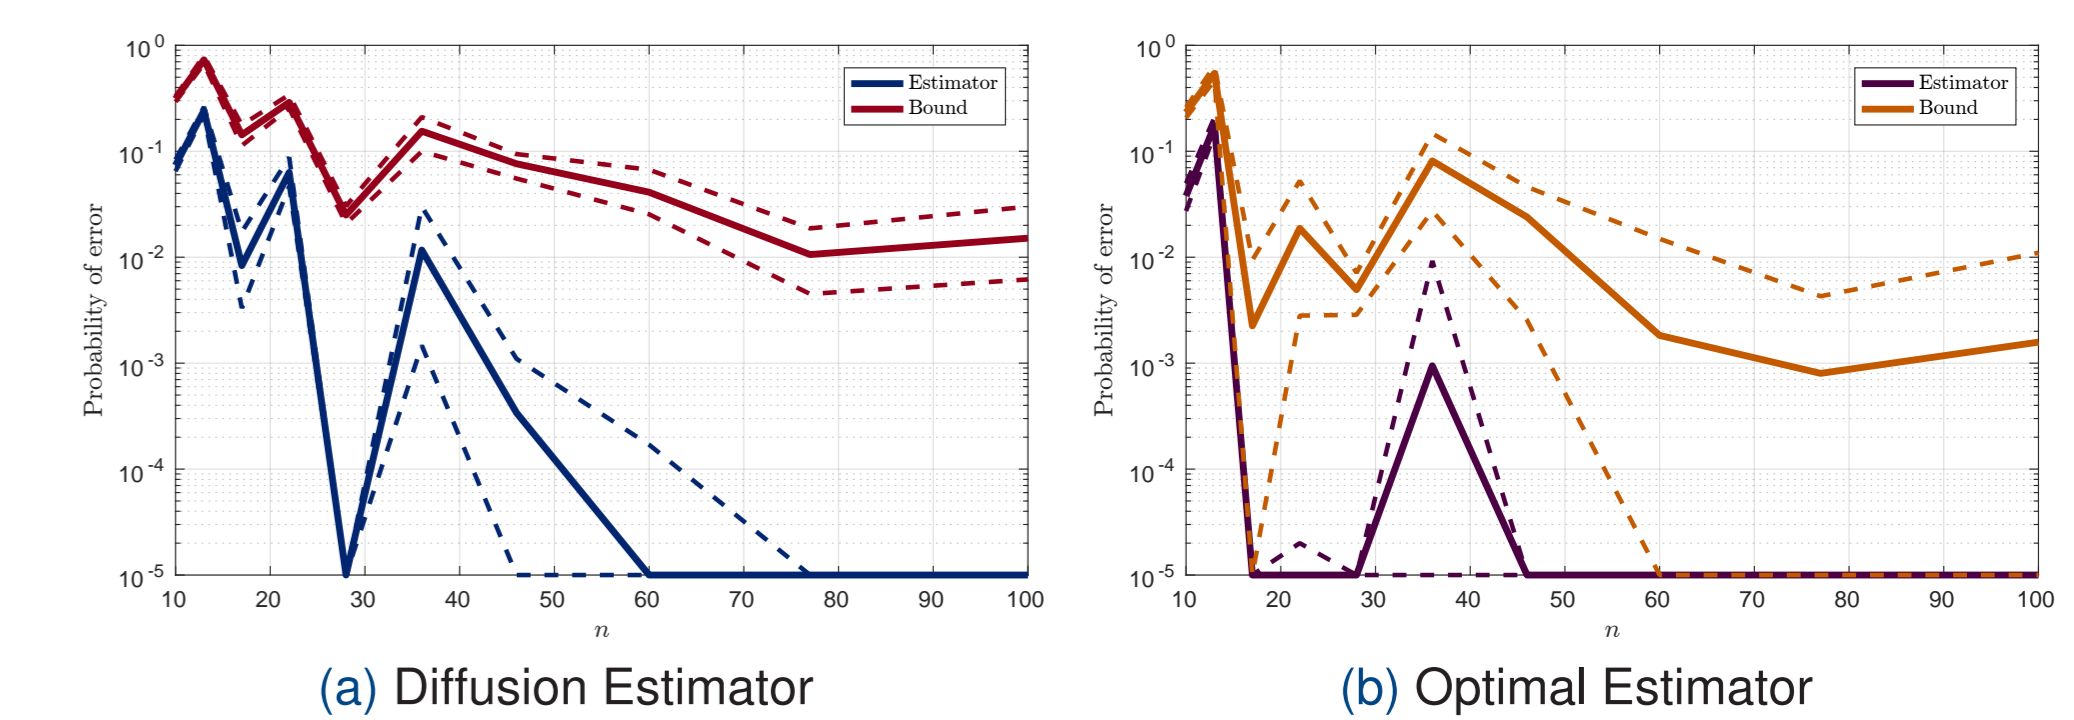 10^0
10^-1
10^-2
10^-3
10^-4
10^-5
Probability of error
10 20 30 40 50 60 70 80 90 100
n
Estimator
Bound
(a) Diffusion Estimator
10^0
10^-1
10^-2
10^-3
10^-4
10^-5
Probability of error
10 20 30 40 50 60 70 80 90 100
n
Estimator
Bound
(b) Optimal Estimator